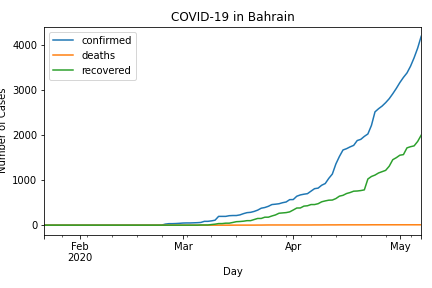 COVID-19 in Bahrain
confirmed
deaths
recovered
4000
3000
2000
1000
0
Number of Cases
Feb
2020
Mar
Apr
May
Day